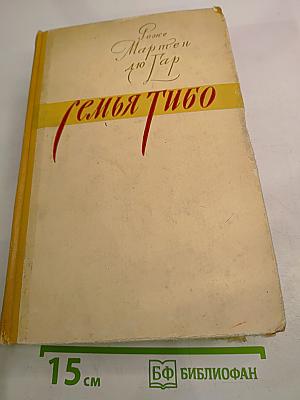 Роже
Мартен
дю Гар
семья Тибо
15 см
БФ БИБЛИОФАН